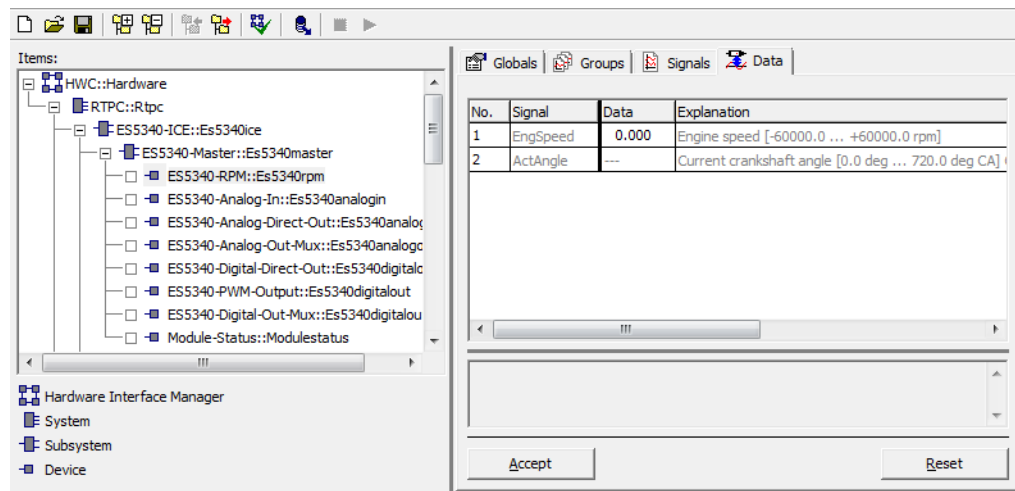 Items:
HWC::Hardware
RTPC::Rtpc
ES5340-ICE::Es5340ice
ES5340-Master::Es5340master
ES5340-RPM::Es5340rpm
ES5340-Analog-In::Es5340analogin
ES5340-Analog-Direct-Out::Es5340analog
ES5340-Analog-Out-Mux::Es5340analogo
ES5340-Digital-Direct-Out::Es5340digitalo
ES5340-PWM-Output::Es5340digitalout
ES5340-Digital-Out-Mux::Es5340digitalou
Module-Status::Modulestatus
Hardware Interface Manager
System
Subsystem
Device
Globals Groups Signals Data
No. Signal Data Explanation
1 EngSpeed 0.000 Engine speed [-60000.0 ... +60000.0 rpm]
2 ActAngle --- Current crankshaft angle [0.0 deg ... 720.0 deg CA]
Accept Reset